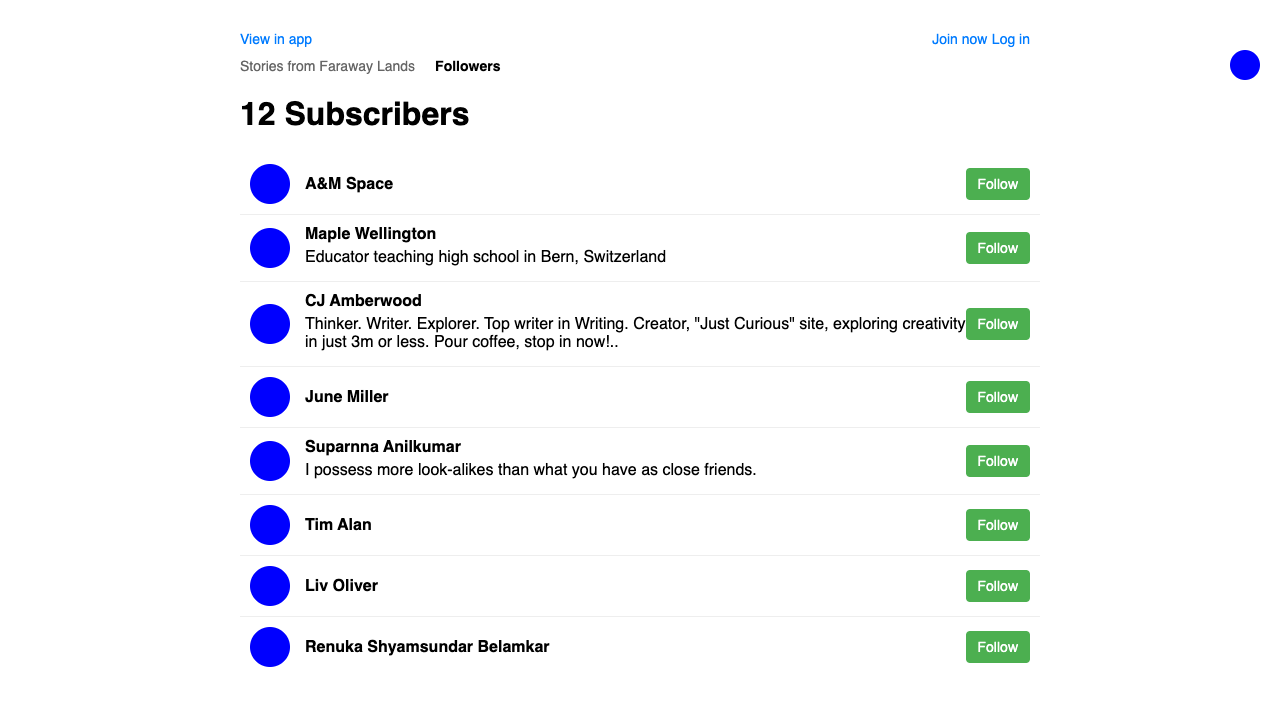 View in app
Join now Log in
Stories from Faraway Lands Followers
12 Subscribers
A&M Space
Follow
Maple Wellington
Educator teaching high school in Bern, Switzerland
Follow
CJ Amberwood
Thinker. Writer. Explorer. Top writer in Writing. Creator, "Just Curious" site, exploring creativity
in just 3m or less. Pour coffee, stop in now!..
Follow
June Miller
Follow
Suparnna Anilkumar
I possess more look-alikes than what you have as close friends.
Follow
Tim Alan
Follow
Liv Oliver
Follow
Renuka Shyamsundar Belamkar
Follow